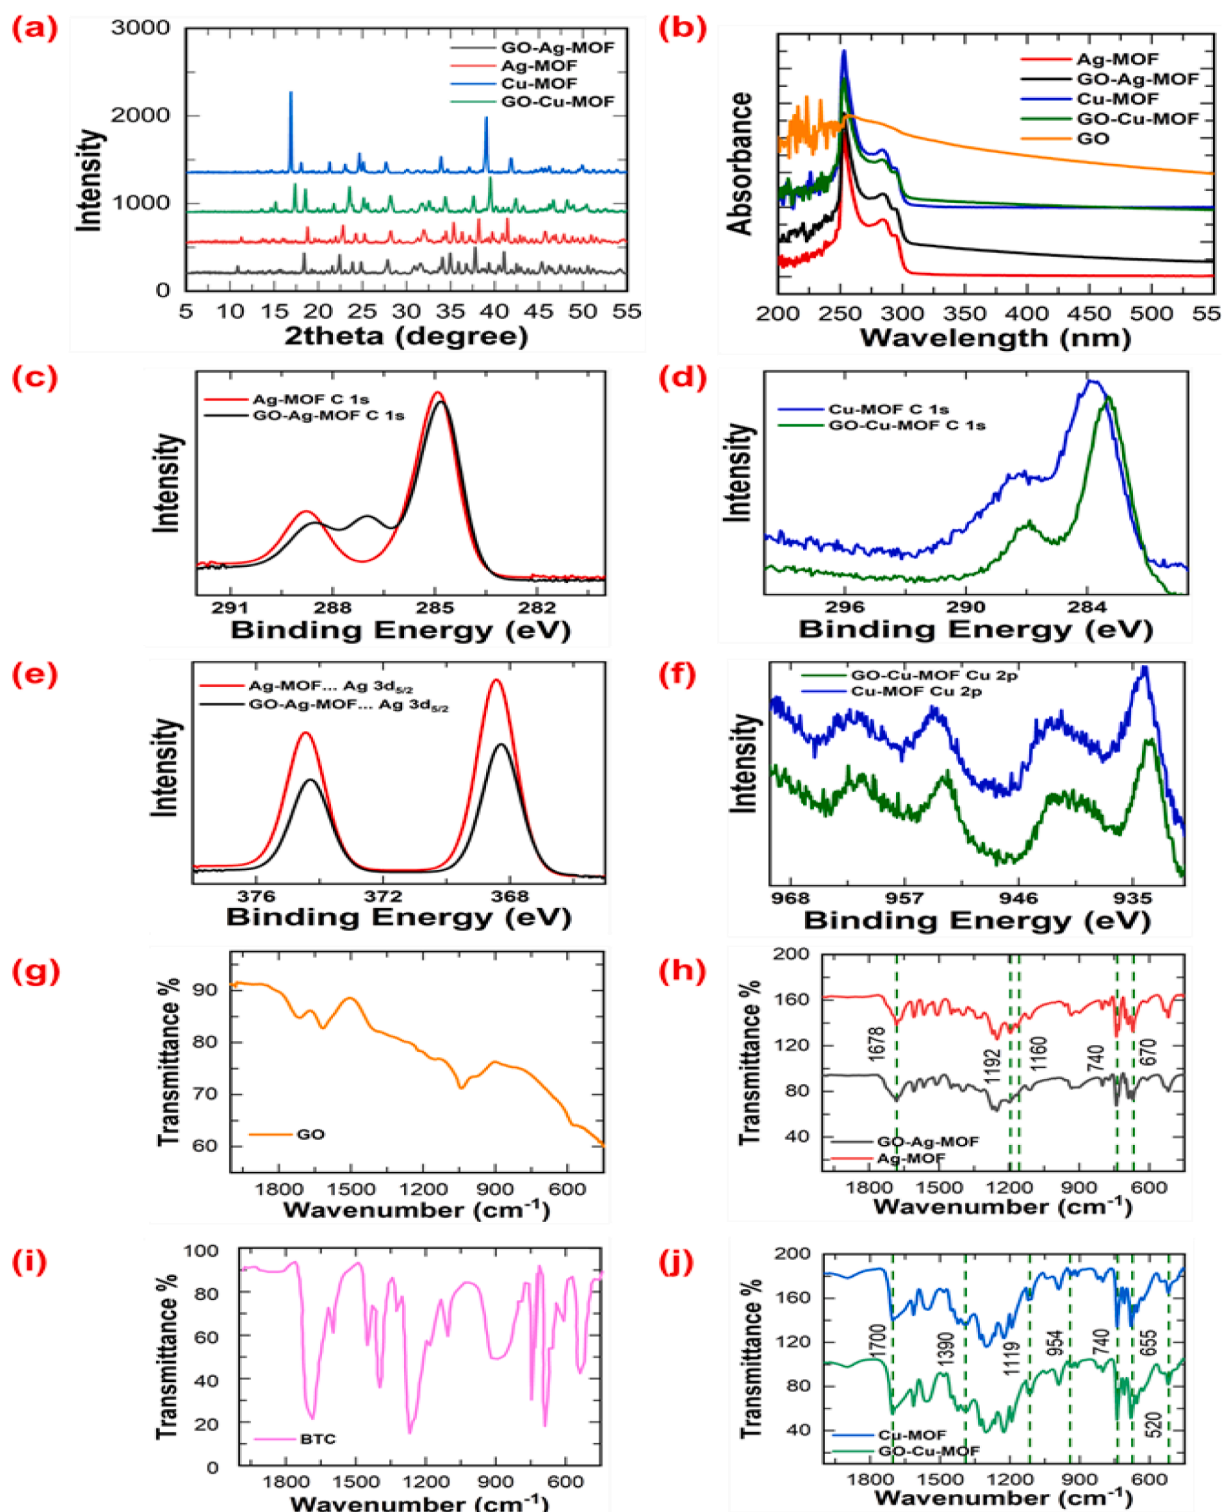 (a)
3000
2000
1000
0
Intensity
GO-Ag-MOF
Ag-MOF
Cu-MOF
GO-Cu-MOF
5 10 15 20 25 30 35 40 45 50 55
2theta (degree)
(b)
Absorbance
Ag-MOF
GO-Ag-MOF
Cu-MOF
GO-Cu-MOF
GO
200 250 300 350 400 450 500 55
Wavelength (nm)
(c)
Intensity
Ag-MOF C 1s
GO-Ag-MOF C 1s
291 288 285 282
Binding Energy (eV)
(d)
Intensity
Cu-MOF C 1s
GO-Cu-MOF C 1s
296 290 284
Binding Energy (eV)
(e)
Intensity
Ag-MOF... Ag 3d5/2
GO-Ag-MOF... Ag 3d5/2
376 372 368
Binding Energy (eV)
(f)
Intensity
GO-Cu-MOF Cu 2p
Cu-MOF Cu 2p
968 957 946 935
Binding Energy (eV)
(g)
Transmittance %
90
80
70
60
GO
1800 1500 1200 900 600
Wavenumber (cm-1)
(h)
Transmittance %
200
160
120
80
40
1678
1192
1160
740
670
GO-Ag-MOF
Ag-MOF
1800 1500 1200 900 600
Wavenumber (cm-1)
(i)
Transmittance %
100
80
60
40
20
0
BTC
1800 1500 1200 900 600
Wavenumber (cm-1)
(j)
Transmittance %
200
160
120
80
40
1700
1390
1119
954
740
655
520
Cu-MOF
GO-Cu-MOF
1800 1500 1200 900 600
Wavenumber (cm-1)